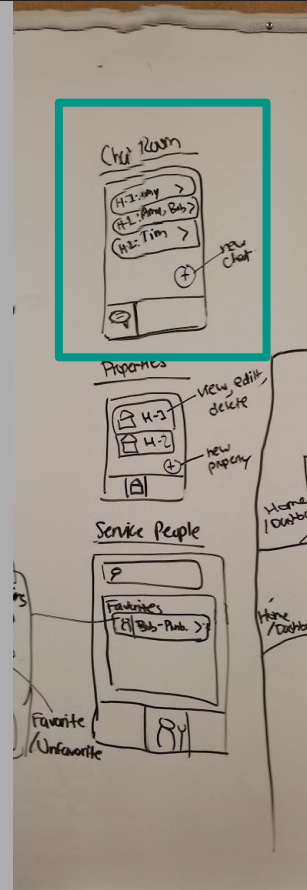 Chat Room
H-1: Amy >
H-1: Amy, Bob >
H-2: Tim >
+
new
chat
Properties
H-1
H-2
view, edit,
delete
+
new
property
Home
Service People
Favorites
Bob-Plumb. >
Home
Favorite
/Unfavorite